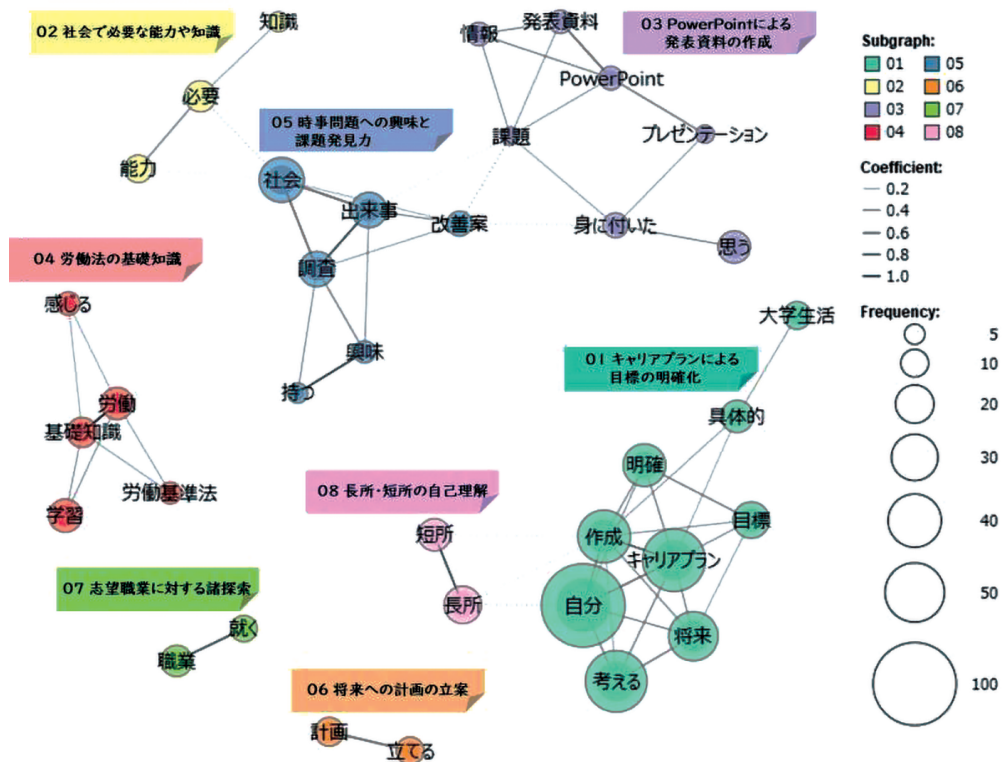 02 社会で必要な能力や知識
知識
必要
能力
03 PowerPointによる
発表資料の作成
情報
発表資料
PowerPoint
課題
プレゼンテーション
身に付いた
思う
05 時事問題への興味と
課題発見力
社会
出来事
改善案
調査
興味
持つ
04 労働法の基礎知識
感じる
労働
基礎知識
労働基準法
学習
01 キャリアプランによる
目標の明確化
大学生活
具体的
明確
目標
作成
キャリアプラン
自分
将来
考える
08 長所・短所の自己理解
短所
長所
07 志望職業に対する諸探索
就く
職業
06 将来への計画の立案
計画
立てる
Subgraph:
01 05
02 06
03 07
04 08
Coefficient:
0.2
0.4
0.6
0.8
1.0
Frequency:
5
10
20
30
40
50
100